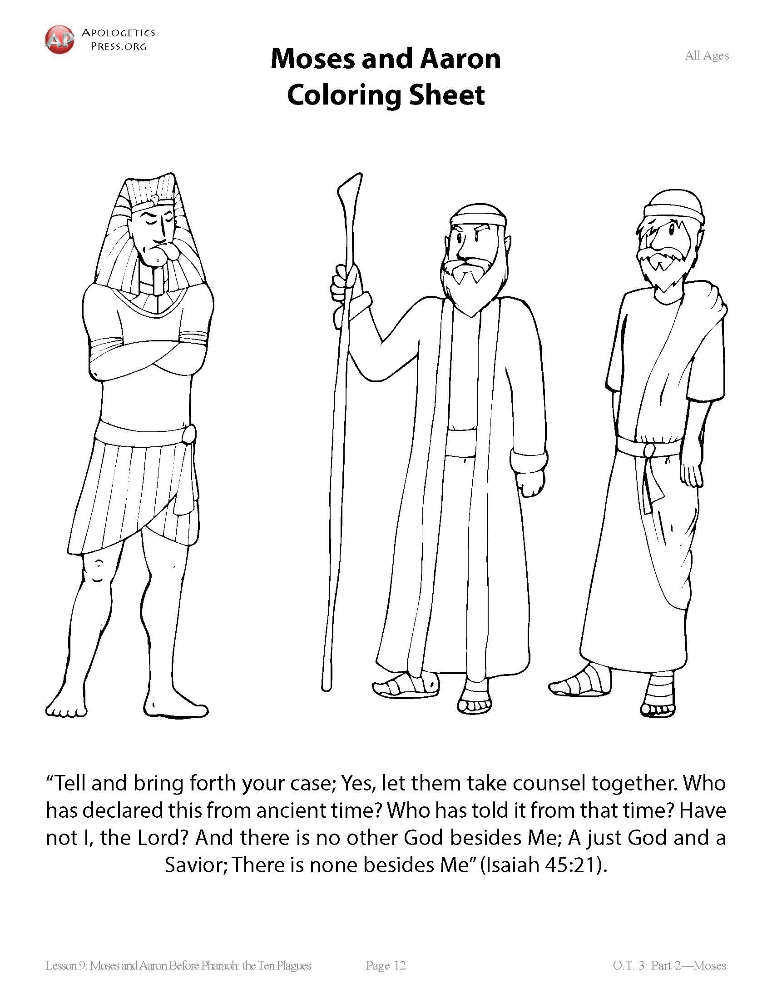 AP
APOLOGETICS
PRESS.ORG
Moses and Aaron
Coloring Sheet
All Ages
“Tell and bring forth your case; Yes, let them take counsel together. Who
has declared this from ancient time? Who has told it from that time? Have
not I, the Lord? And there is no other God besides Me; A just God and a
Savior; There is none besides Me” (Isaiah 45:21).
Lesson 9: Moses and Aaron Before Pharaoh: the Ten Plagues
Page 12
O.T. 3: Part 2—Moses